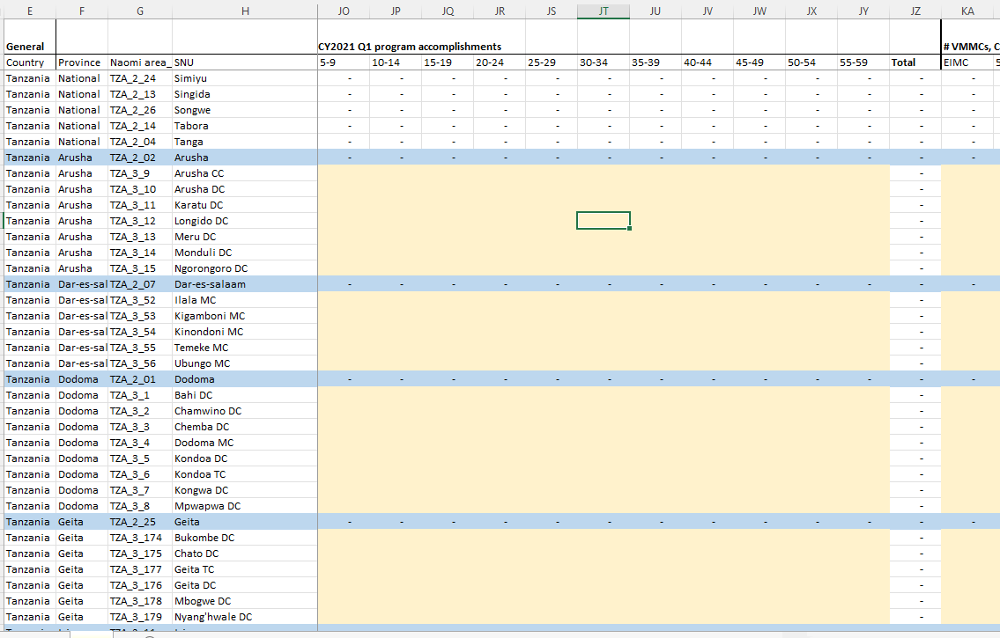 E F G H JO JP JQ JR JS JT JU JV JW JX JY JZ KA
General CY2021 Q1 program accomplishments # VMMCs, C
Country Province Naomi area_ SNU 5-9 10-14 15-19 20-24 25-29 30-34 35-39 40-44 45-49 50-54 55-59 Total EIMC 5
Tanzania National TZA_2_24 Simiyu - - - - - - - - - - - - -
Tanzania National TZA_2_13 Singida - - - - - - - - - - - - -
Tanzania National TZA_2_26 Songwe - - - - - - - - - - - - -
Tanzania National TZA_2_14 Tabora - - - - - - - - - - - - -
Tanzania National TZA_2_04 Tanga - - - - - - - - - - - - -
Tanzania Arusha TZA_2_02 Arusha - - - - - - - - - - - - -
Tanzania Arusha TZA_3_9 Arusha CC -
Tanzania Arusha TZA_3_10 Arusha DC -
Tanzania Arusha TZA_3_11 Karatu DC -
Tanzania Arusha TZA_3_12 Longido DC -
Tanzania Arusha TZA_3_13 Meru DC -
Tanzania Arusha TZA_3_14 Monduli DC -
Tanzania Arusha TZA_3_15 Ngorongoro DC -
Tanzania Dar-es-sal TZA_2_07 Dar-es-salaam - - - - - - - - - - - - -
Tanzania Dar-es-sal TZA_3_52 Ilala MC -
Tanzania Dar-es-sal TZA_3_53 Kigamboni MC -
Tanzania Dar-es-sal TZA_3_54 Kinondoni MC -
Tanzania Dar-es-sal TZA_3_55 Temeke MC -
Tanzania Dar-es-sal TZA_3_56 Ubungo MC -
Tanzania Dodoma TZA_2_01 Dodoma - - - - - - - - - - - - -
Tanzania Dodoma TZA_3_1 Bahi DC -
Tanzania Dodoma TZA_3_2 Chamwino DC -
Tanzania Dodoma TZA_3_3 Chemba DC -
Tanzania Dodoma TZA_3_4 Dodoma MC -
Tanzania Dodoma TZA_3_5 Kondoa DC -
Tanzania Dodoma TZA_3_6 Kondoa TC -
Tanzania Dodoma TZA_3_7 Kongwa DC -
Tanzania Dodoma TZA_3_8 Mpwapwa DC -
Tanzania Geita TZA_2_25 Geita - - - - - - - - - - - - -
Tanzania Geita TZA_3_174 Bukombe DC -
Tanzania Geita TZA_3_175 Chato DC -
Tanzania Geita TZA_3_177 Geita TC -
Tanzania Geita TZA_3_176 Geita DC -
Tanzania Geita TZA_3_178 Mbogwe DC -
Tanzania Geita TZA_3_179 Nyang'hwale DC -